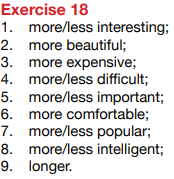 Exercise 18
1. more/less interesting;
2. more beautiful;
3. more expensive;
4. more/less difficult;
5. more/less important;
6. more comfortable;
7. more/less popular;
8. more/less intelligent;
9. longer.